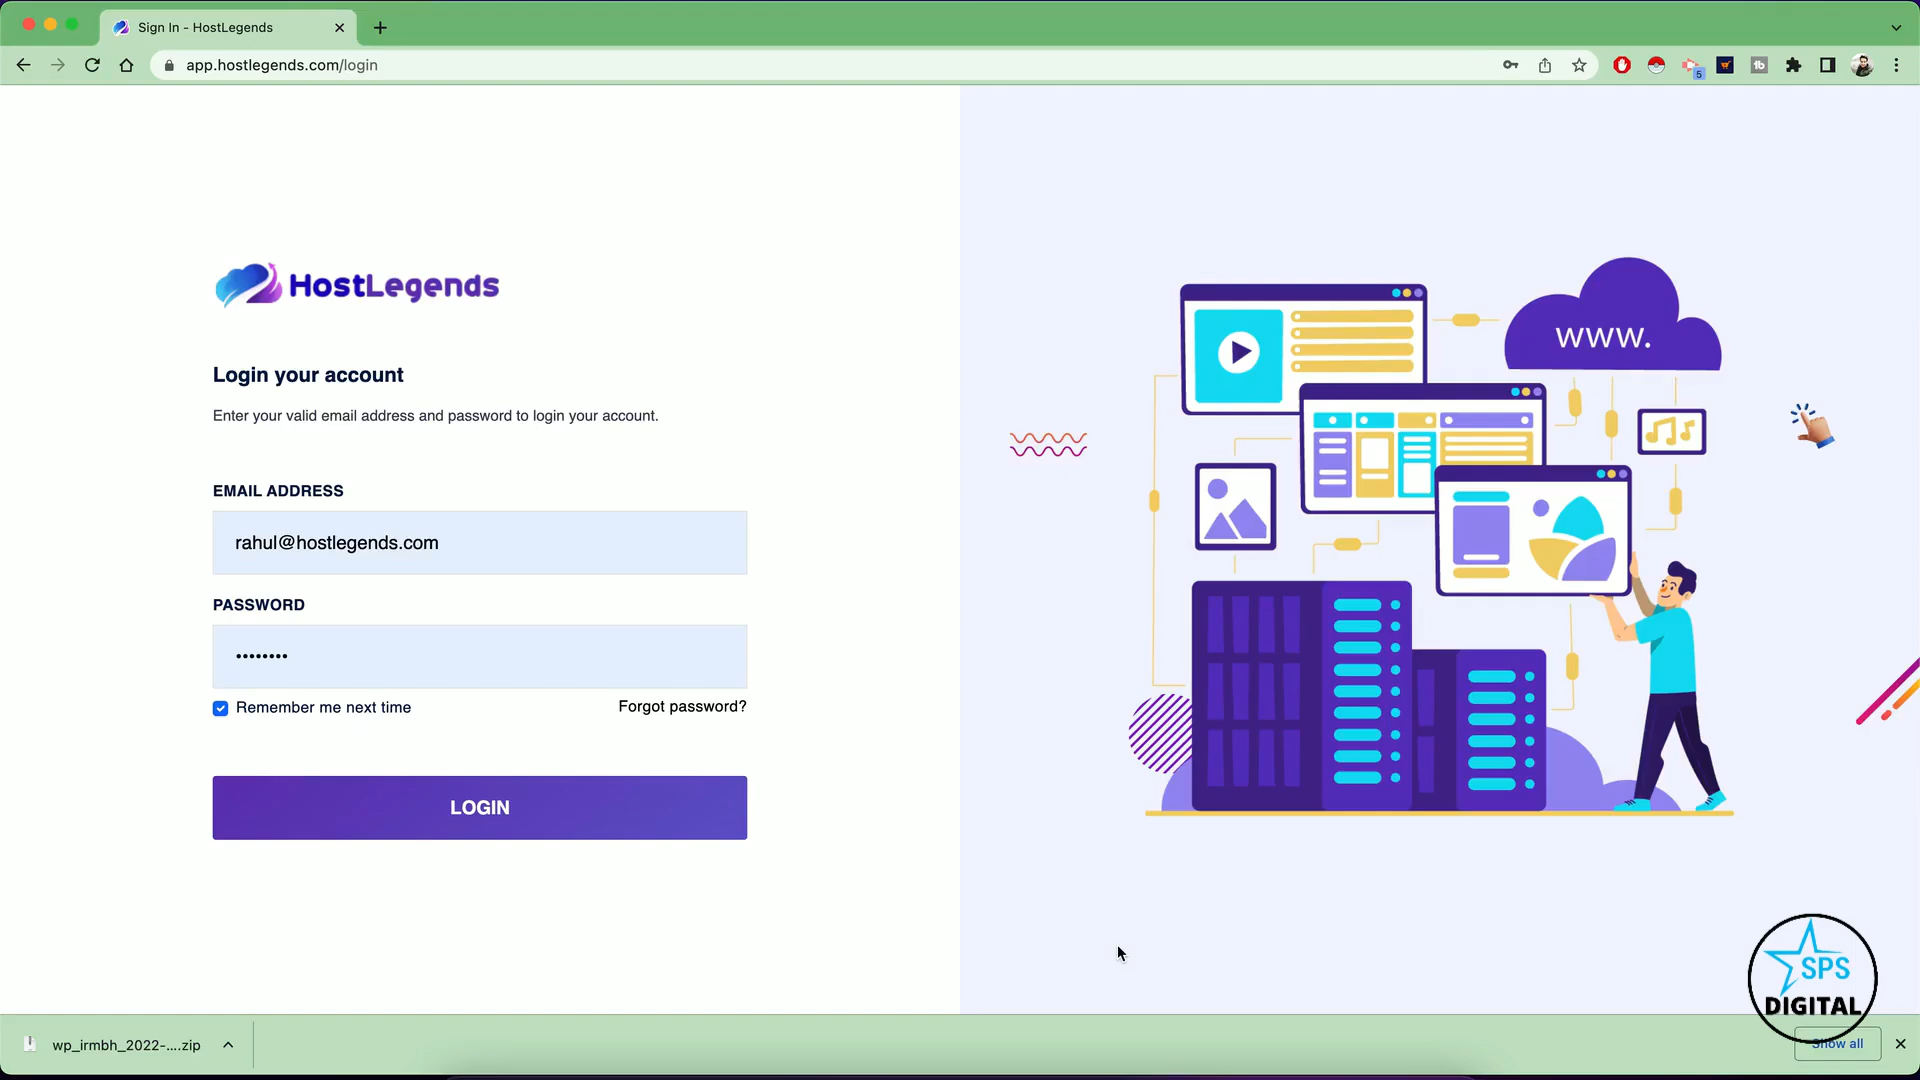 Sign In - HostLegends
app.hostlegends.com/login
5
tb
HostLegends
Login your account
Enter your valid email address and password to login your account.
EMAIL ADDRESS
rahul@hostlegends.com
PASSWORD
••••••••
Remember me next time
Forgot password?
LOGIN
www.
SPS
DIGITAL
wp_irmbh_2022-....zip
Show all